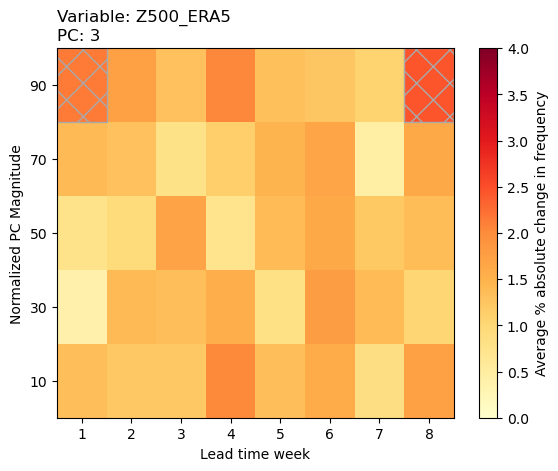 Variable: Z500_ERA5
PC: 3
4.0
3.5
3.0
2.5
2.0
1.5
1.0
0.5
0.0
Average % absolute change in frequency
90
70
50
30
10
Normalized PC Magnitude
1 2 3 4 5 6 7 8
Lead time week